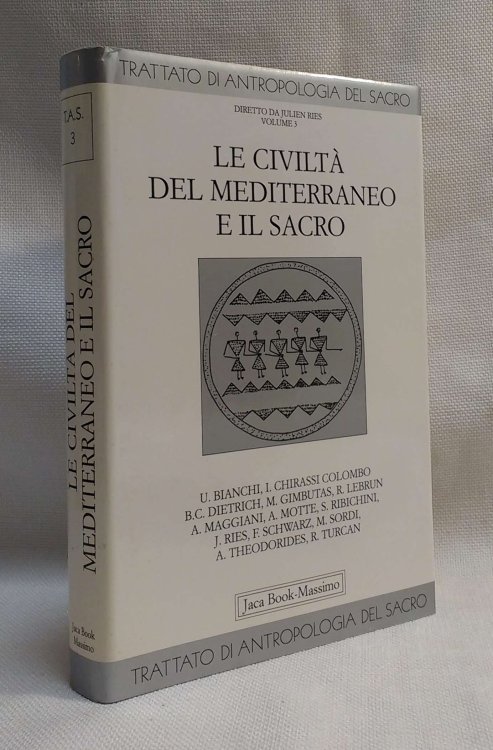 TRATTATO DI ANTROPOLOGIA DEL SACRO
DIRETTO DA JULIEN RIES
VOLUME 3
LE CIVILTÀ
DEL MEDITERRANEO
E IL SACRO
U. BIANCHI, I. CHIRASSI COLOMBO
B.C. DIETRICH, M. GIMBUTAS, R. LEBRUN
A. MAGGIANI, A. MOTTE, S. RIBICHINI,
J. RIES, F. SCHWARZ, M. SORDI,
A. THEODORIDES, R. TURCAN
Jaca Book-Massimo
TRATTATO DI ANTROPOLOGIA DEL SACRO
T.A.S.
3
LE CIVILTÀ DEL
MEDITERRANEO E IL SACRO
Jaca Book
Massimo